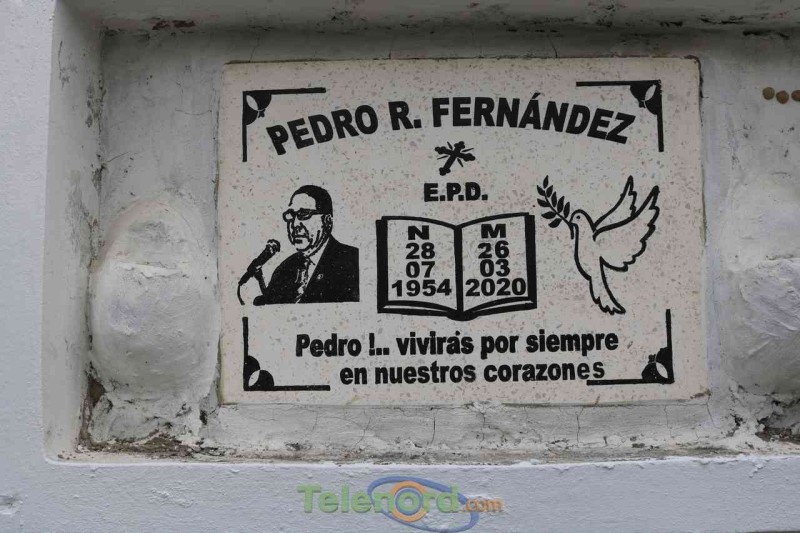 PEDRO R. FERNÁNDEZ
E.P.D.
N M
28 26
07 03
1954 2020
Pedro !.. vivirás por siempre
en nuestros corazones
Telenord.com